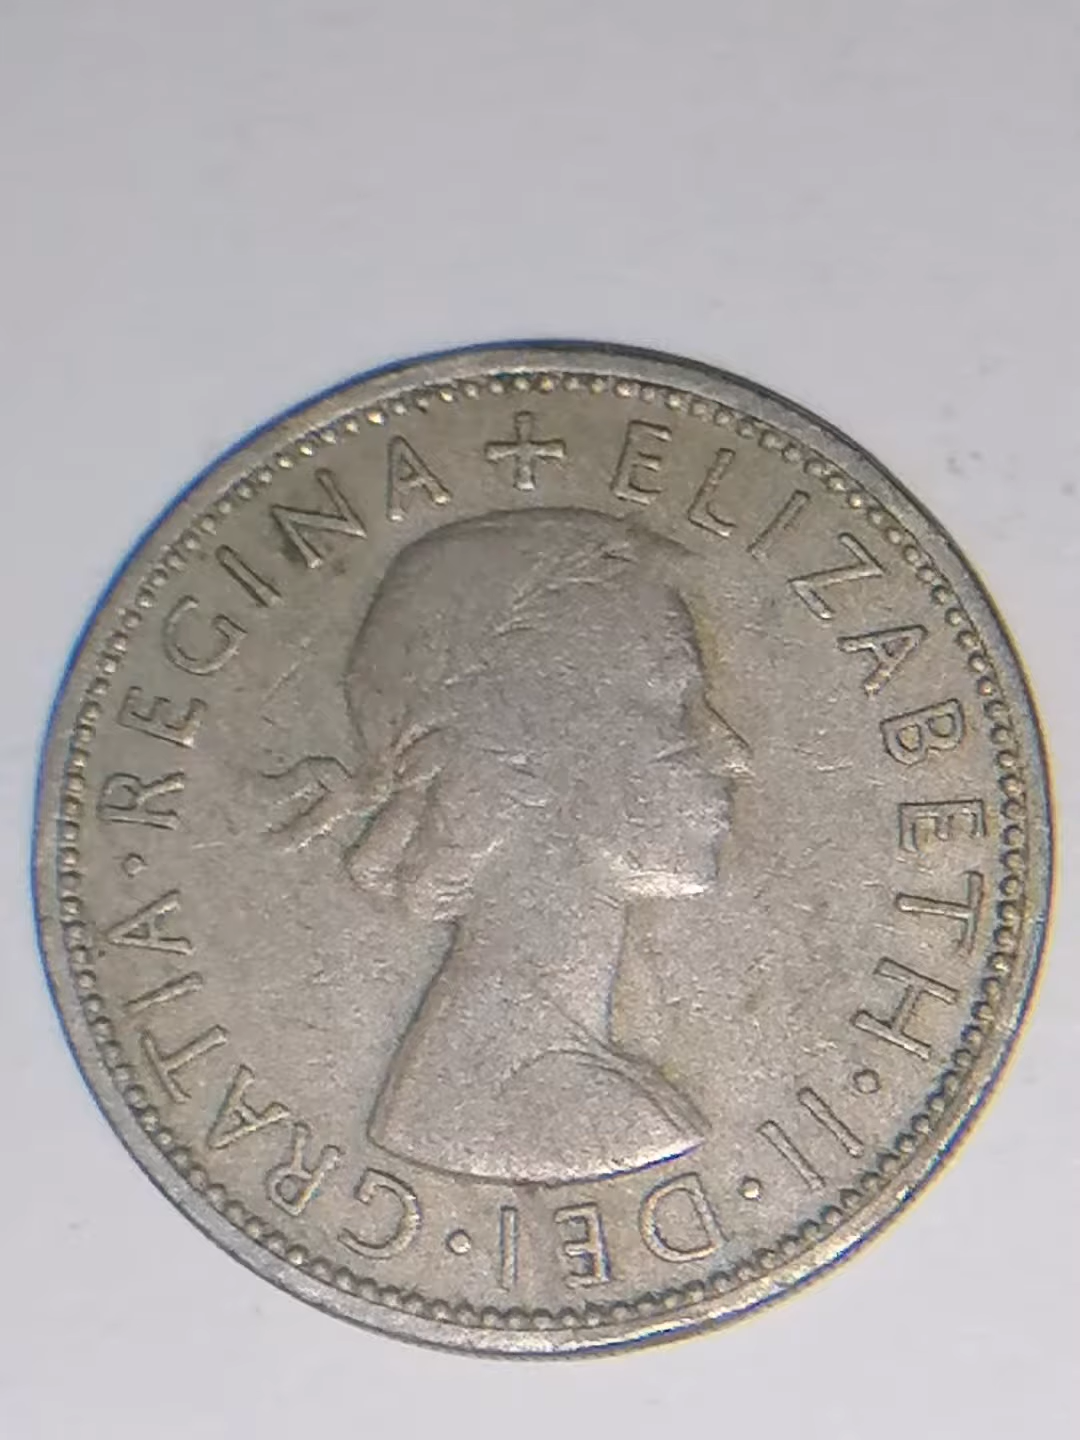 + ELIZABETH · II · DEI · GRATIA · REGINA